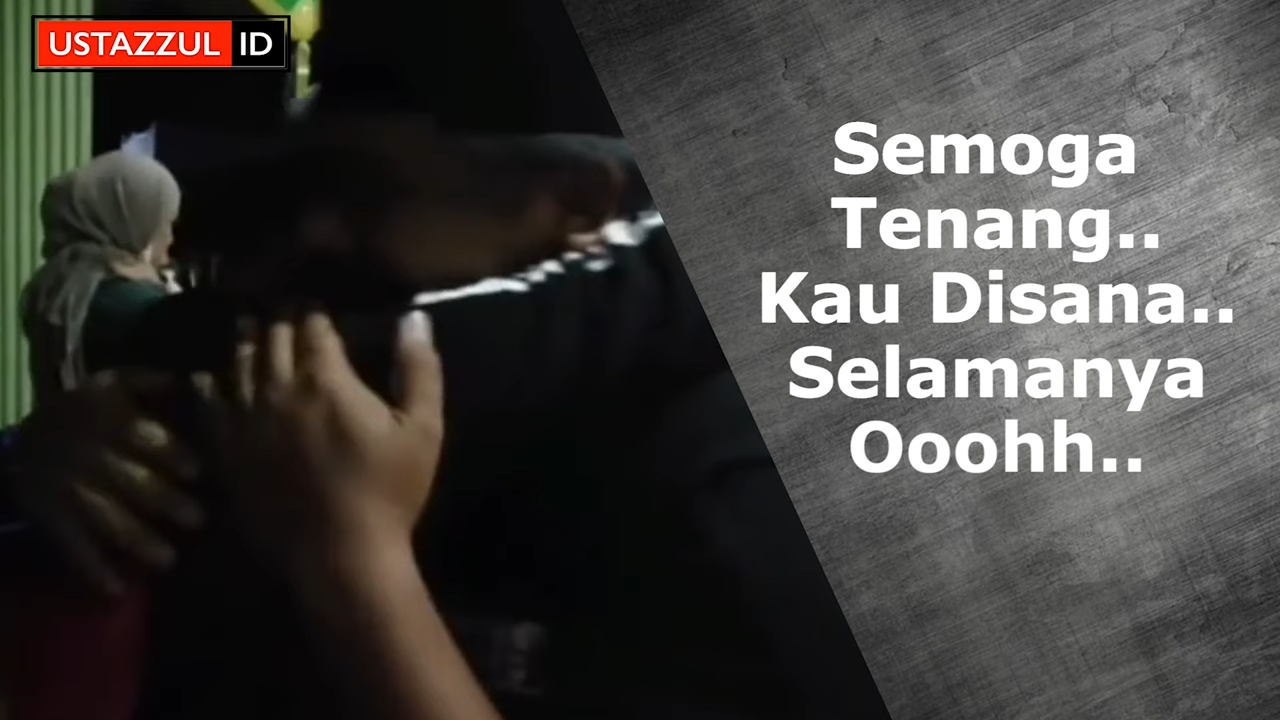 USTAZZUL ID
Semoga
Tenang..
Kau Disana..
Selamanya
Ooohh..